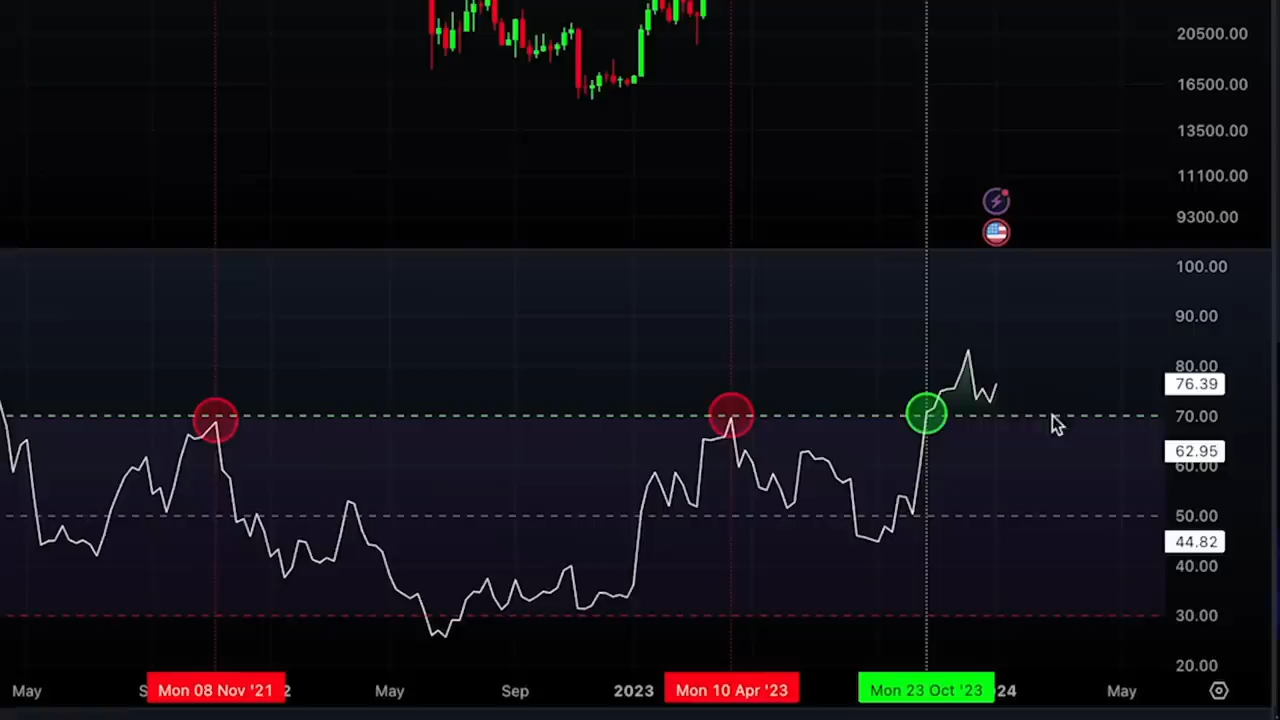 20500.00
16500.00
13500.00
11100.00
9300.00
100.00
90.00
80.00
76.39
70.00
62.95
60.00
50.00
44.82
40.00
30.00
20.00
May
S
Mon 08 Nov '21
2
May
Sep
2023
Mon 10 Apr '23
Mon 23 Oct '23
24
May